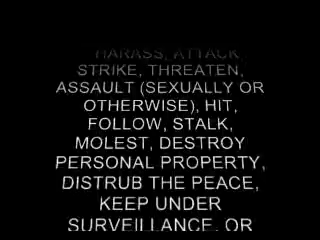 HARASS, ATTACK
STRIKE, THREATEN,
ASSAULT (SEXUALLY OR
OTHERWISE), HIT,
FOLLOW, STALK,
MOLEST, DESTROY
PERSONAL PROPERTY,
DISTRUB THE PEACE,
KEEP UNDER
SURVEILLANCE, OR